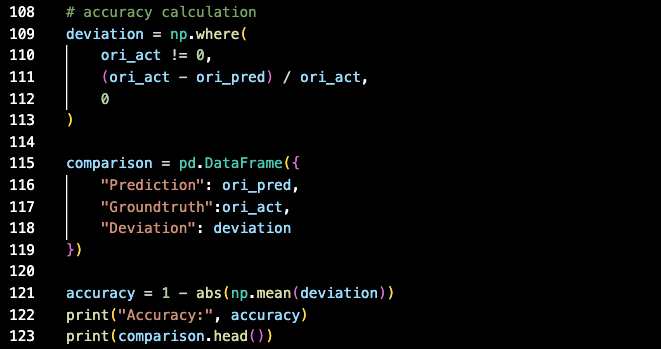 108 # accuracy calculation
109 deviation = np.where(
110     ori_act != 0,
111     (ori_act - ori_pred) / ori_act,
112     0
113 )
114
115 comparison = pd.DataFrame({
116     "Prediction": ori_pred,
117     "Groundtruth":ori_act,
118     "Deviation": deviation
119 })
120
121 accuracy = 1 - abs(np.mean(deviation))
122 print("Accuracy:", accuracy)
123 print(comparison.head())